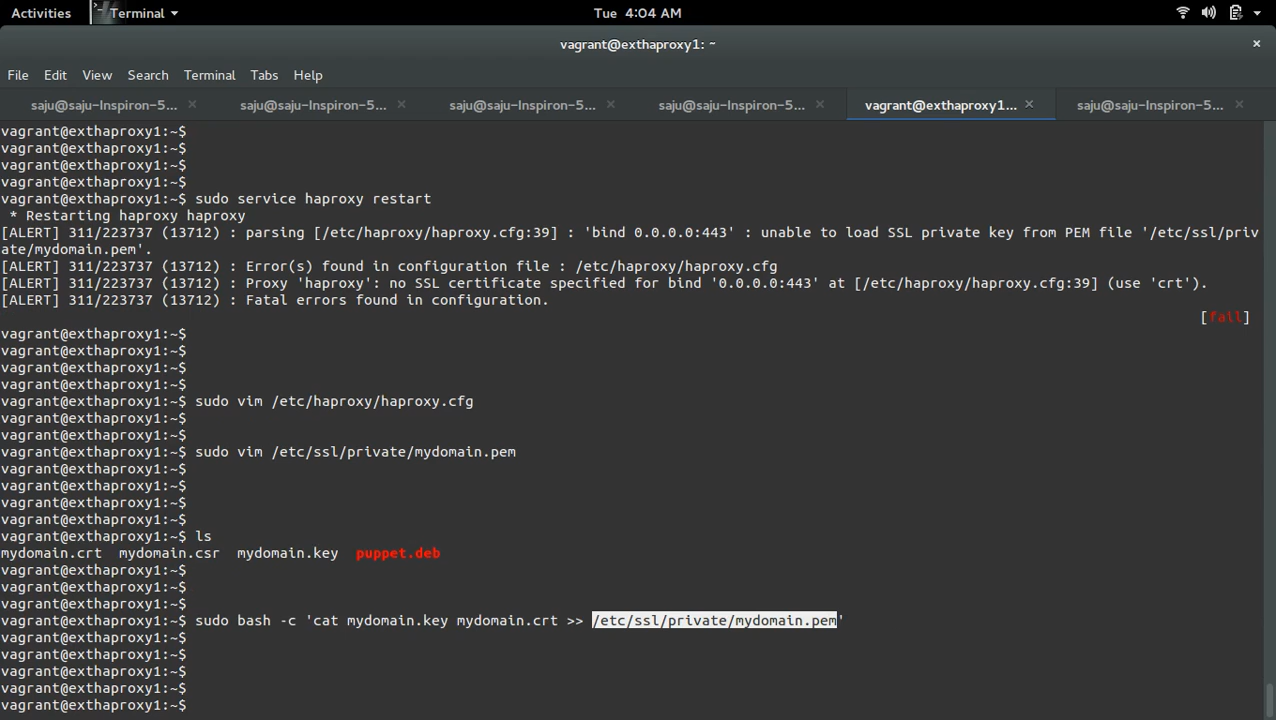 Activities Terminal Tue 4:04 AM
vagrant@exthaproxy1: ~ ×
File Edit View Search Terminal Tabs Help
saju@saju-Inspiron-5... × saju@saju-Inspiron-5... × saju@saju-Inspiron-5... × saju@saju-Inspiron-5... × vagrant@exthaproxy1... × saju@saju-Inspiron-5... ×
vagrant@exthaproxy1:~$
vagrant@exthaproxy1:~$
vagrant@exthaproxy1:~$
vagrant@exthaproxy1:~$
vagrant@exthaproxy1:~$ sudo service haproxy restart
 * Restarting haproxy haproxy
[ALERT] 311/223737 (13712) : parsing [/etc/haproxy/haproxy.cfg:39] : 'bind 0.0.0.0:443' : unable to load SSL private key from PEM file '/etc/ssl/priv
ate/mydomain.pem'.
[ALERT] 311/223737 (13712) : Error(s) found in configuration file : /etc/haproxy/haproxy.cfg
[ALERT] 311/223737 (13712) : Proxy 'haproxy': no SSL certificate specified for bind '0.0.0.0:443' at [/etc/haproxy/haproxy.cfg:39] (use 'crt').
[ALERT] 311/223737 (13712) : Fatal errors found in configuration.
[fail]
vagrant@exthaproxy1:~$
vagrant@exthaproxy1:~$
vagrant@exthaproxy1:~$
vagrant@exthaproxy1:~$
vagrant@exthaproxy1:~$ sudo vim /etc/haproxy/haproxy.cfg
vagrant@exthaproxy1:~$
vagrant@exthaproxy1:~$
vagrant@exthaproxy1:~$ sudo vim /etc/ssl/private/mydomain.pem
vagrant@exthaproxy1:~$
vagrant@exthaproxy1:~$
vagrant@exthaproxy1:~$
vagrant@exthaproxy1:~$
vagrant@exthaproxy1:~$ ls
mydomain.crt mydomain.csr mydomain.key puppet.deb
vagrant@exthaproxy1:~$
vagrant@exthaproxy1:~$
vagrant@exthaproxy1:~$
vagrant@exthaproxy1:~$ sudo bash -c 'cat mydomain.key mydomain.crt >> /etc/ssl/private/mydomain.pem'
vagrant@exthaproxy1:~$
vagrant@exthaproxy1:~$
vagrant@exthaproxy1:~$
vagrant@exthaproxy1:~$
vagrant@exthaproxy1:~$